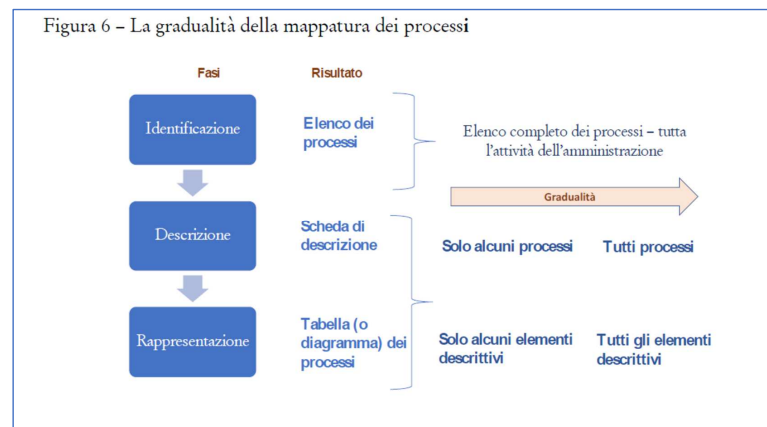 Figura 6 – La gradualità della mappatura dei processi
Fasi
Risultato
Identificazione
Elenco dei
processi
Elenco completo dei processi – tutta
l'attività dell'amministrazione
Gradualità
Descrizione
Scheda di
descrizione
Solo alcuni processi
Tutti processi
Rappresentazione
Tabella (o
diagramma) dei
processi
Solo alcuni elementi
descrittivi
Tutti gli elementi
descrittivi